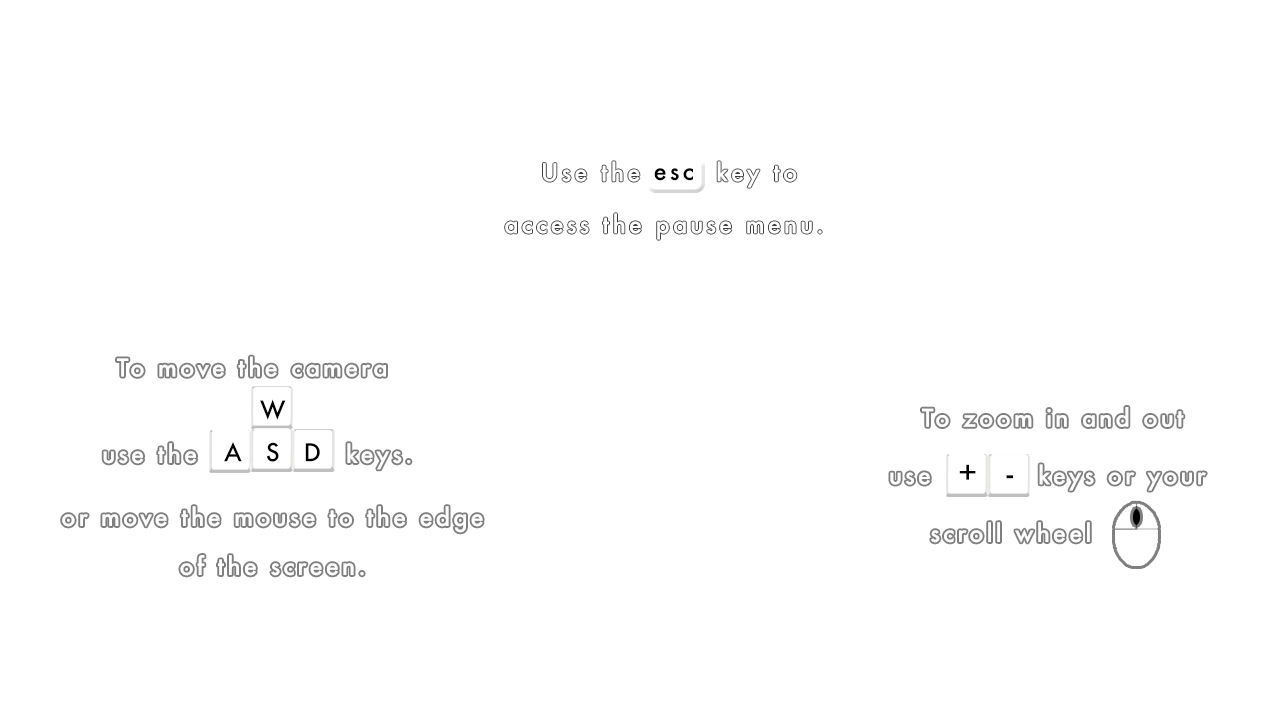 Use the esc key to
access the pause menu.
To move the camera
W
use the A S D keys.
or move the mouse to the edge
of the screen.
To zoom in and out
use + - keys or your
scroll wheel